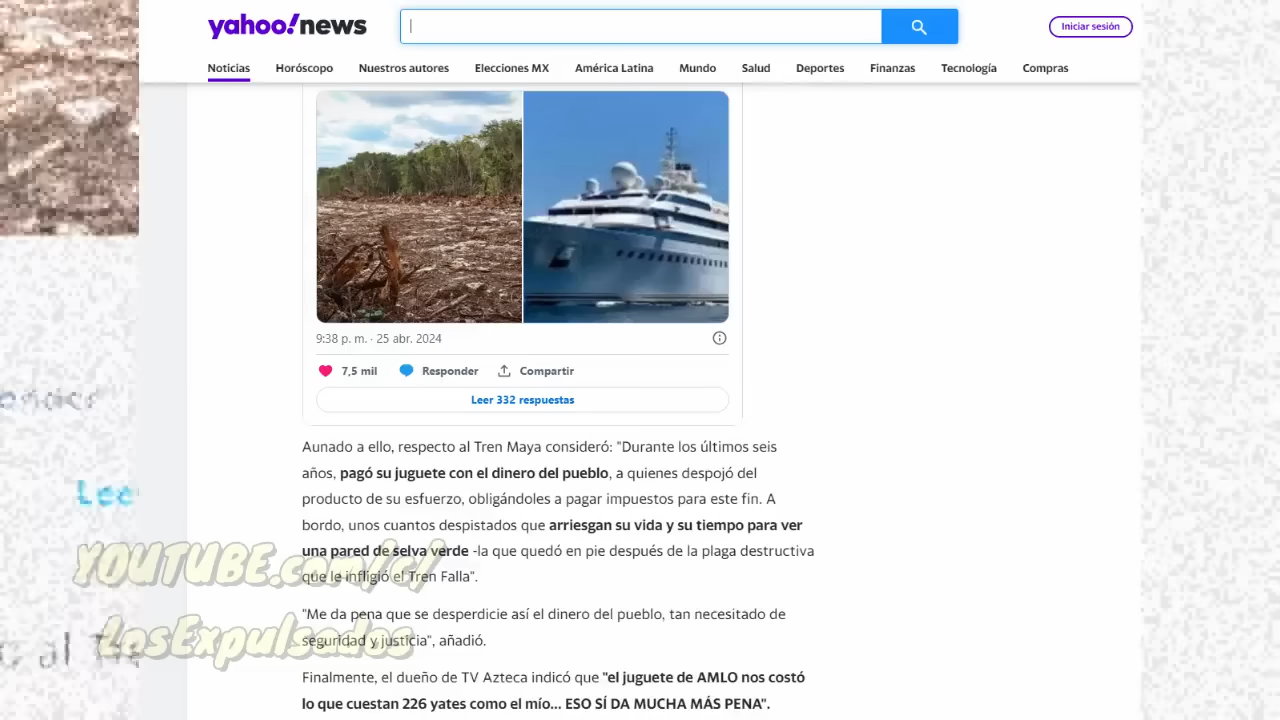 yahoo!news
Iniciar sesión
Noticias Horóscopo Nuestros autores Elecciones MX América Latina Mundo Salud Deportes Finanzas Tecnología Compras
9:38 p. m. · 25 abr. 2024
7,5 mil Responder Compartir
Leer 332 respuestas
Aunado a ello, respecto al Tren Maya consideró: "Durante los últimos seis
años, pagó su juguete con el dinero del pueblo, a quienes despojó del
producto de su esfuerzo, obligándoles a pagar impuestos para este fin. A
bordo, unos cuantos despistados que arriesgan su vida y su tiempo para ver
una pared de selva verde -la que quedó en pie después de la plaga destructiva
que le infligió el Tren Falla".
"Me da pena que se desperdicie así el dinero del pueblo, tan necesitado de
seguridad y justicia", añadió.
Finalmente, el dueño de TV Azteca indicó que "el juguete de AMLO nos costó
lo que cuestan 226 yates como el mío... ESO SÍ DA MUCHA MÁS PENA".
Lee
al
YOUTUBE.com/c/
LosExpulsados